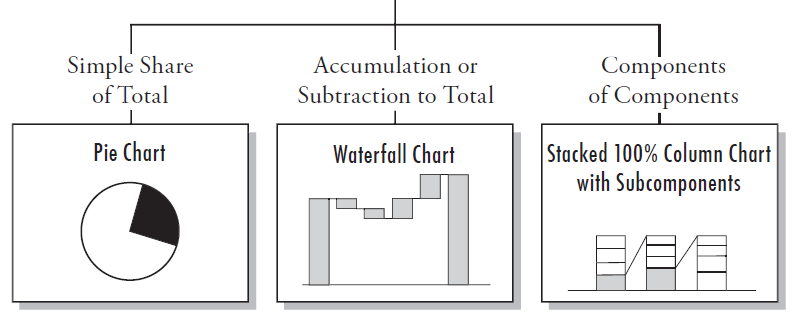 Simple Share
of Total
Accumulation or
Subtraction to Total
Components
of Components
Pie Chart
Waterfall Chart
Stacked 100% Column Chart
with Subcomponents